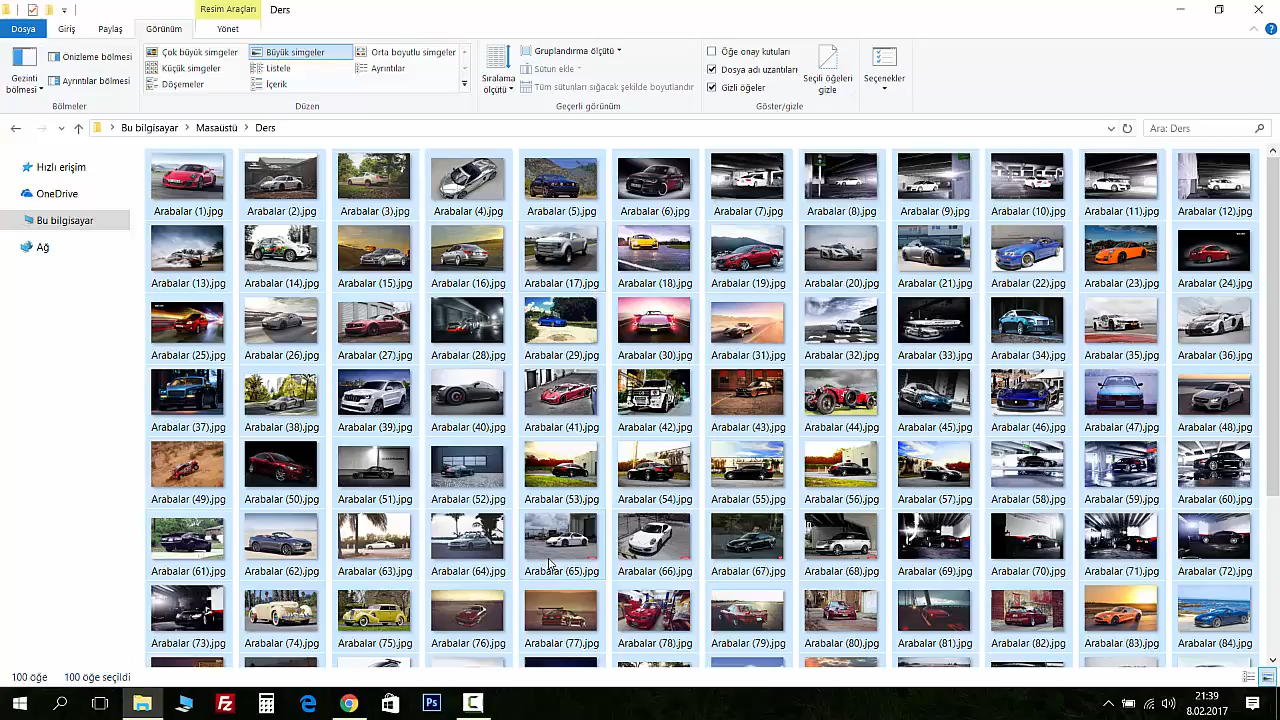 Resim Araçları Ders
Dosya Giriş Paylaş Görünüm Yönet
Gezinti bölmesi
Önizleme bölmesi
Ayrıntılar bölmesi
Bölmeler
Çok büyük simgeler Büyük simgeler Orta boyutlu simgeler
Küçük simgeler Listele Ayrıntılar
Döşemeler İçerik
Düzen
Sıralama ölçütü
Gruplandırma ölçütü
Sütun ekle
Tüm sütunları sığacak şekilde boyutlandır
Geçerli görünüm
Öğe onay kutuları
Dosya adı uzantıları
Gizli öğeler
Seçili öğeleri gizle
Göster/gizle
Seçenekler
Bu bilgisayar Masaüstü Ders
Ara: Ders
Hızlı erişim
OneDrive
Bu bilgisayar
Ağ
Arabalar (1).jpg Arabalar (2).jpg Arabalar (3).jpg Arabalar (4).jpg Arabalar (5).jpg Arabalar (6).jpg Arabalar (7).jpg Arabalar (8).jpg Arabalar (9).jpg Arabalar (10).jpg Arabalar (11).jpg Arabalar (12).jpg
Arabalar (13).jpg Arabalar (14).jpg Arabalar (15).jpg Arabalar (16).jpg Arabalar (17).jpg Arabalar (18).jpg Arabalar (19).jpg Arabalar (20).jpg Arabalar (21).jpg Arabalar (22).jpg Arabalar (23).jpg Arabalar (24).jpg
Arabalar (25).jpg Arabalar (26).jpg Arabalar (27).jpg Arabalar (28).jpg Arabalar (29).jpg Arabalar (30).jpg Arabalar (31).jpg Arabalar (32).jpg Arabalar (33).jpg Arabalar (34).jpg Arabalar (35).jpg Arabalar (36).jpg
Arabalar (37).jpg Arabalar (38).jpg Arabalar (39).jpg Arabalar (40).jpg Arabalar (41).jpg Arabalar (42).jpg Arabalar (43).jpg Arabalar (44).jpg Arabalar (45).jpg Arabalar (46).jpg Arabalar (47).jpg Arabalar (48).jpg
Arabalar (49).jpg Arabalar (50).jpg Arabalar (51).jpg Arabalar (52).jpg Arabalar (53).jpg Arabalar (54).jpg Arabalar (55).jpg Arabalar (56).jpg Arabalar (57).jpg Arabalar (58).jpg Arabalar (59).jpg Arabalar (60).jpg
Arabalar (61).jpg Arabalar (62).jpg Arabalar (63).jpg Arabalar (64).jpg Arabalar (65).jpg Arabalar (66).jpg Arabalar (67).jpg Arabalar (68).jpg Arabalar (69).jpg Arabalar (70).jpg Arabalar (71).jpg Arabalar (72).jpg
Arabalar (73).jpg Arabalar (74).jpg Arabalar (75).jpg Arabalar (76).jpg Arabalar (77).jpg Arabalar (78).jpg Arabalar (79).jpg Arabalar (80).jpg Arabalar (81).jpg Arabalar (82).jpg Arabalar (83).jpg Arabalar (84).jpg
100 öğe 100 öğe seçildi
Ps
21:39
8.02.2017